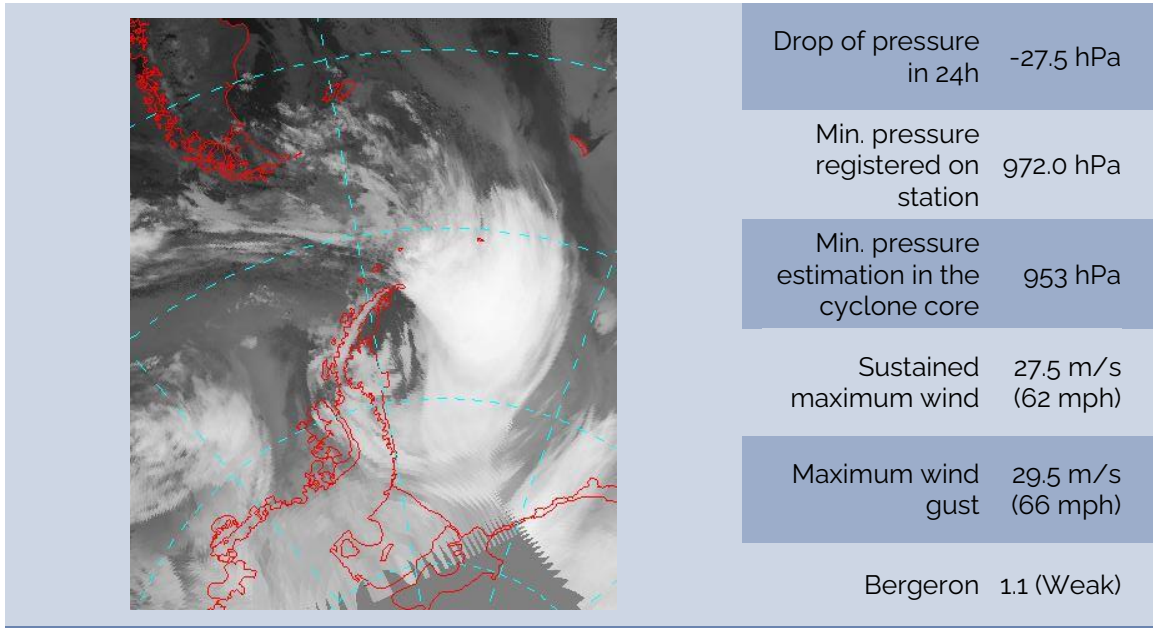 Drop of pressure
in 24h
-27.5 hPa
Min. pressure
registered on
station
972.0 hPa
Min. pressure
estimation in the
cyclone core
953 hPa
Sustained
maximum wind
27.5 m/s
(62 mph)
Maximum wind
gust
29.5 m/s
(66 mph)
Bergeron
1.1 (Weak)